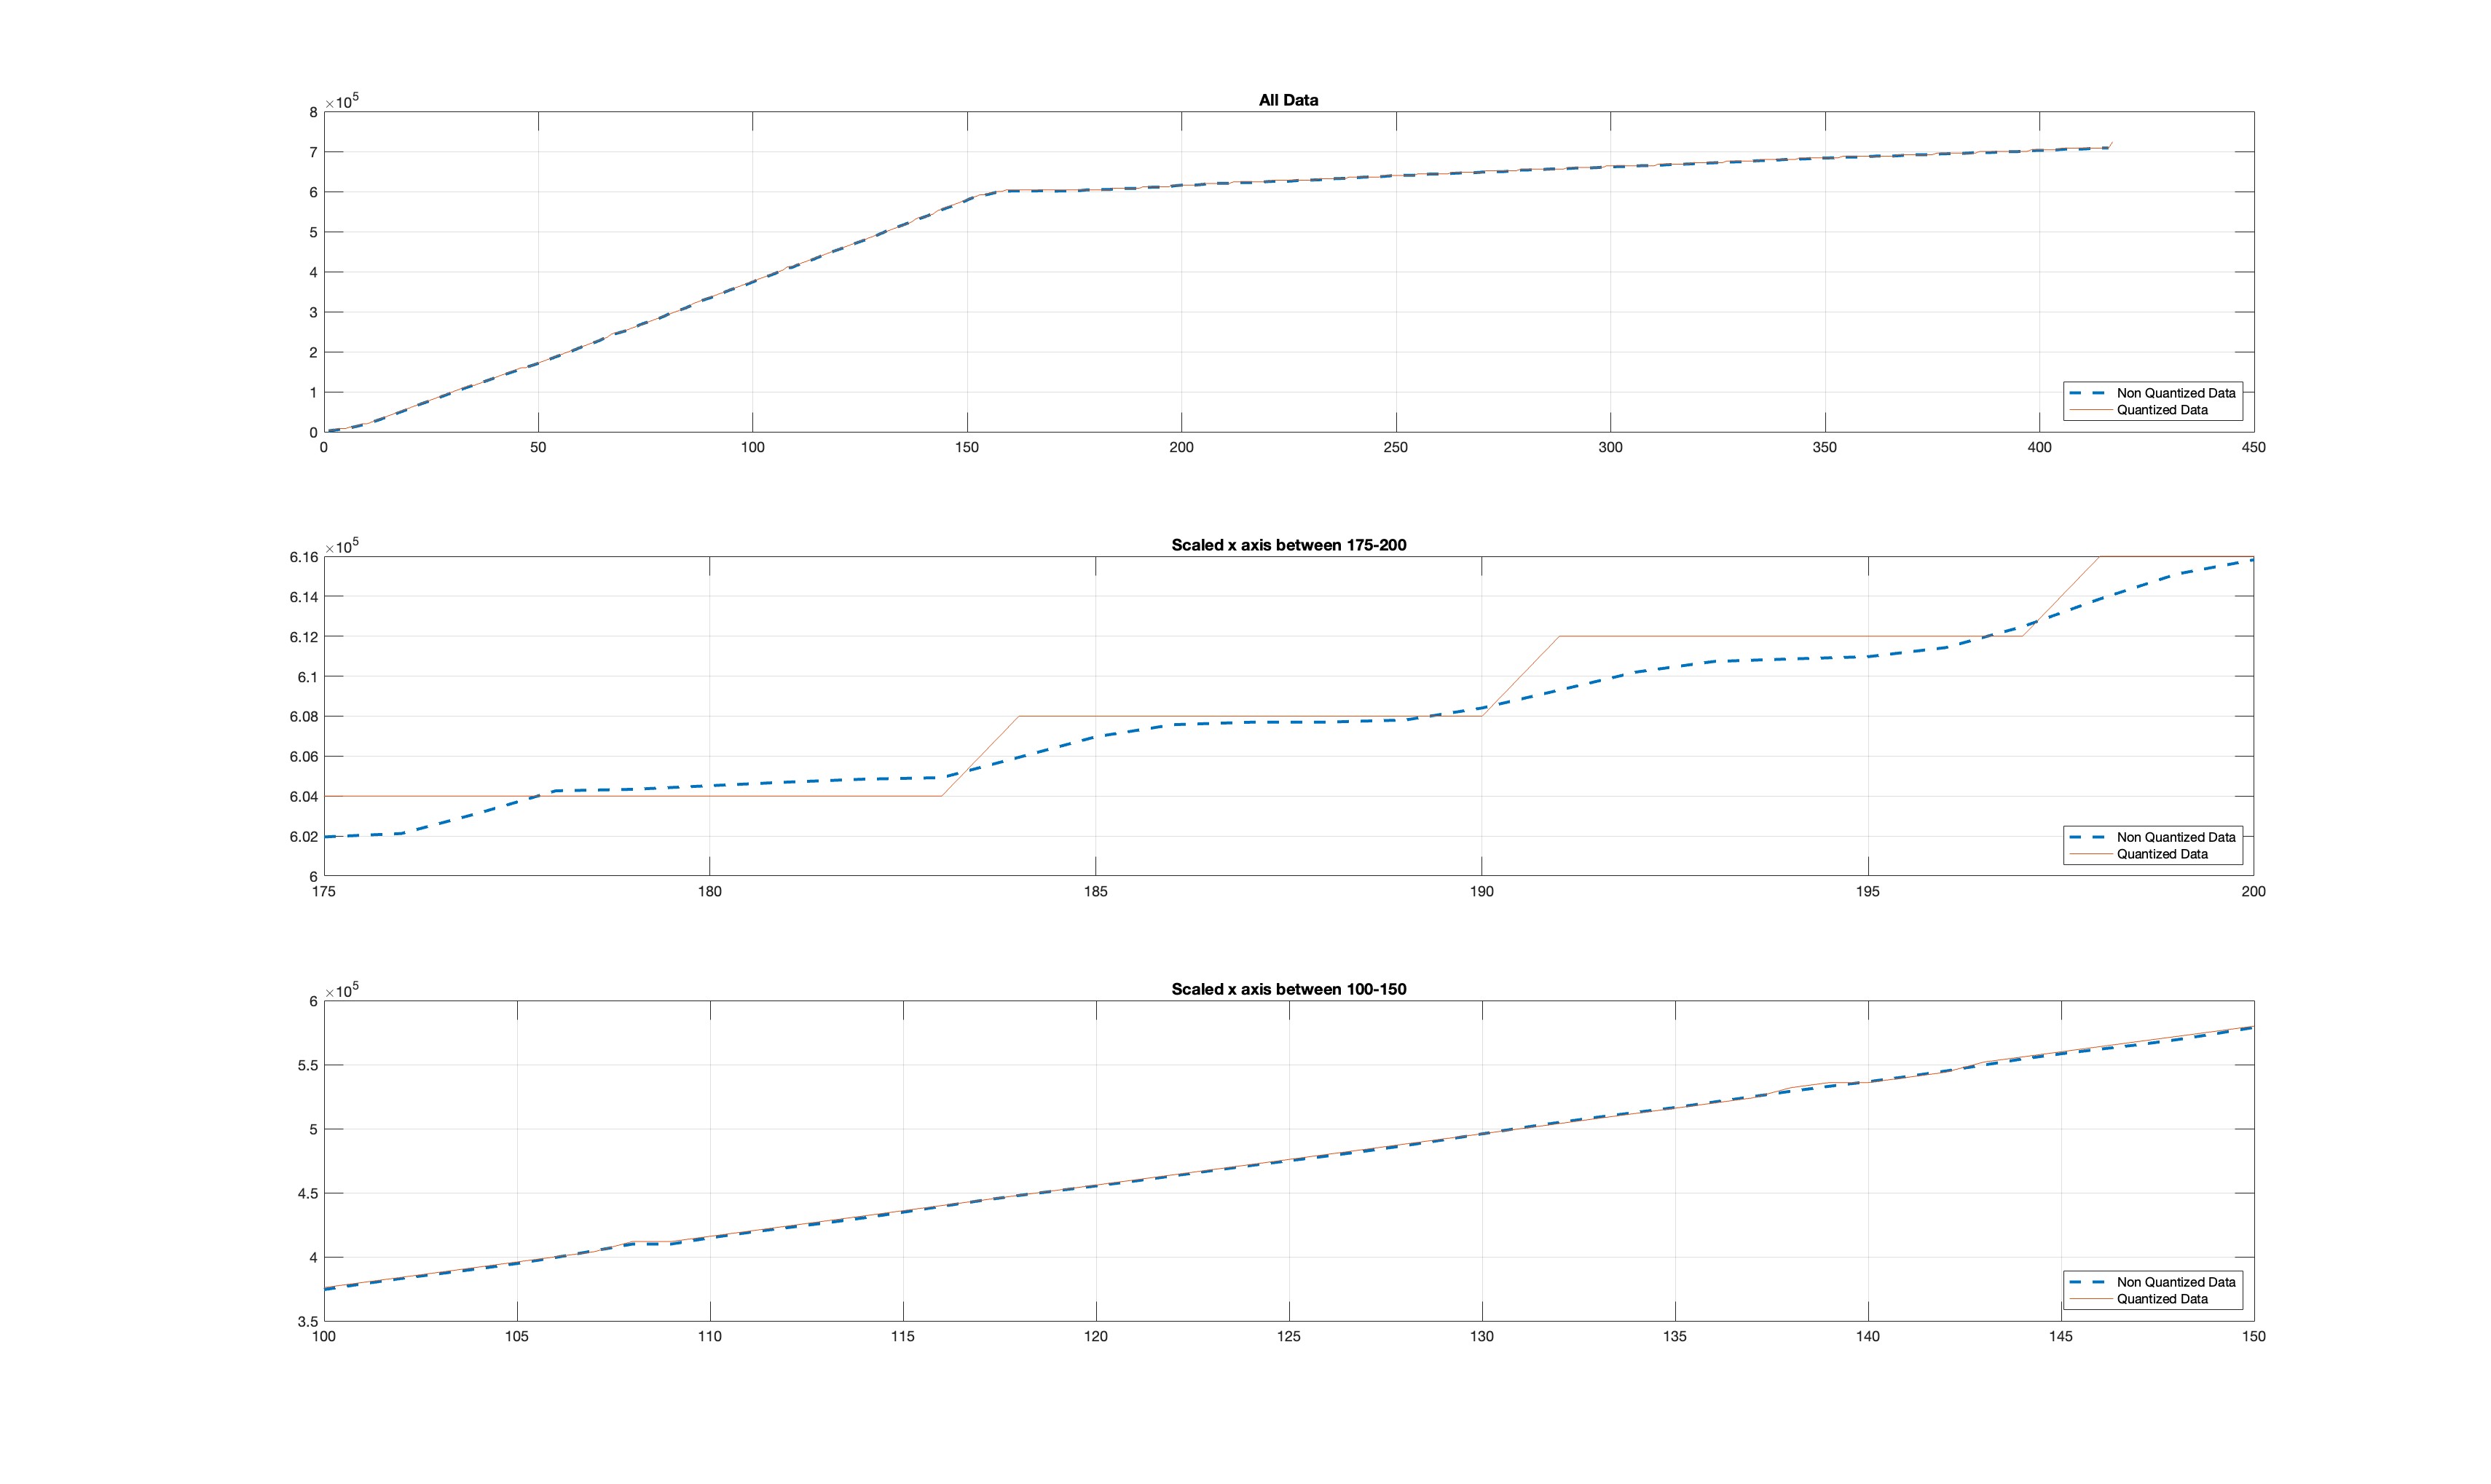 All Data
×10^5
8
7
6
5
4
3
2
1
0
0 50 100 150 200 250 300 350 400 450
Non Quantized Data
Quantized Data
Scaled x axis between 175-200
×10^5
6.16
6.14
6.12
6.1
6.08
6.06
6.04
6.02
6
175 180 185 190 195 200
Non Quantized Data
Quantized Data
Scaled x axis between 100-150
×10^5
6
5.5
5
4.5
4
3.5
100 105 110 115 120 125 130 135 140 145 150
Non Quantized Data
Quantized Data